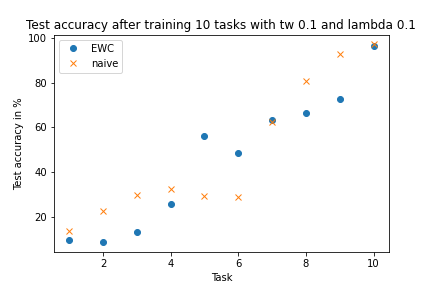 Test accuracy after training 10 tasks with tw 0.1 and lambda 0.1
100
80
60
40
20
Test accuracy in %
EWC
naive
2
4
6
8
10
Task